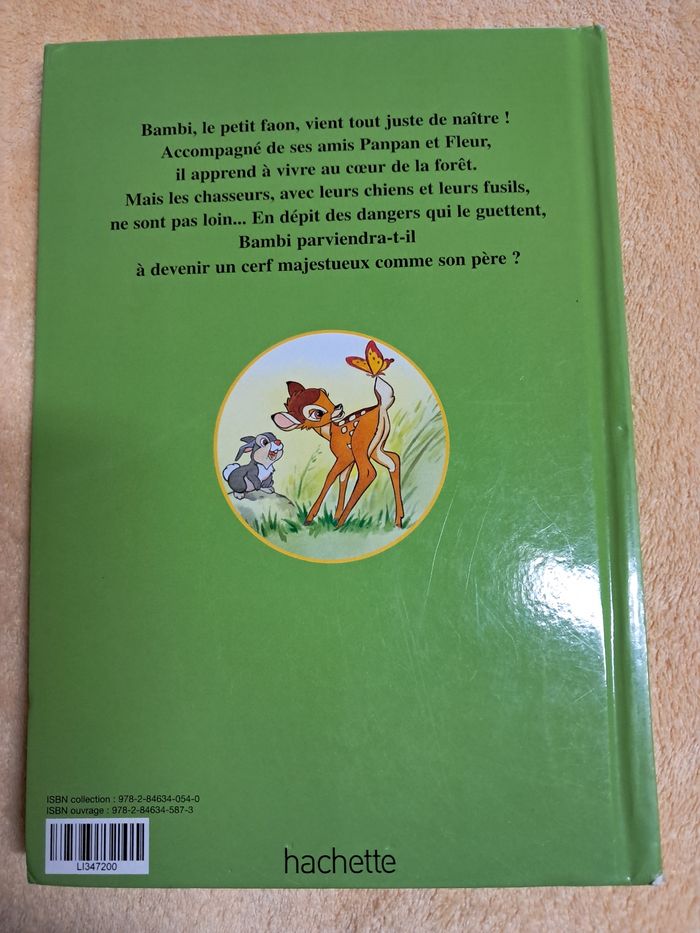 Bambi, le petit faon, vient tout juste de naître !
Accompagné de ses amis Panpan et Fleur,
il apprend à vivre au cœur de la forêt.
Mais les chasseurs, avec leurs chiens et leurs fusils,
ne sont pas loin... En dépit des dangers qui le guettent,
Bambi parviendra-t-il
à devenir un cerf majestueux comme son père ?
ISBN collection : 978-2-84634-054-0
ISBN ouvrage : 978-2-84634-587-3
LI347200
hachette